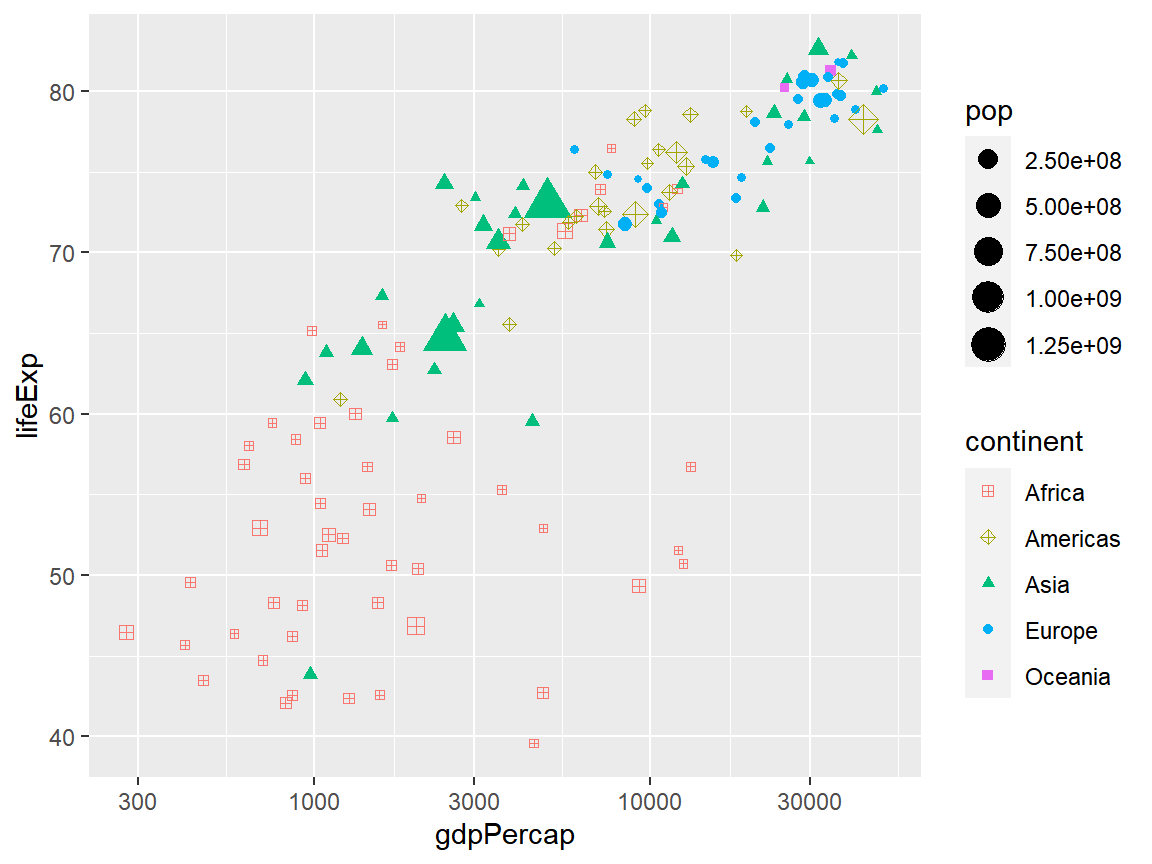 80
70
60
50
40
lifeExp
300 1000 3000 10000 30000
gdpPercap
pop
2.50e+08
5.00e+08
7.50e+08
1.00e+09
1.25e+09
continent
Africa
Americas
Asia
Europe
Oceania